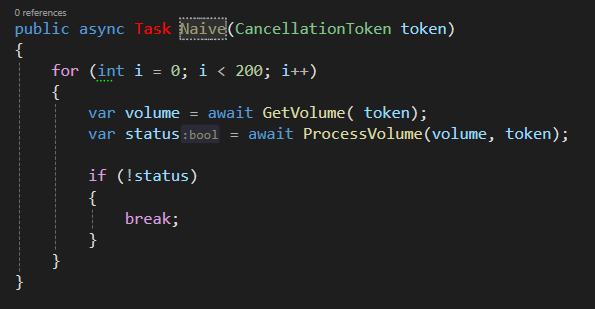 0 references
public async Task Naive(CancellationToken token)
{
for (int i = 0; i < 200; i++)
{
var volume = await GetVolume( token);
var status:bool = await ProcessVolume(volume, token);
if (!status)
{
break;
}
}
}